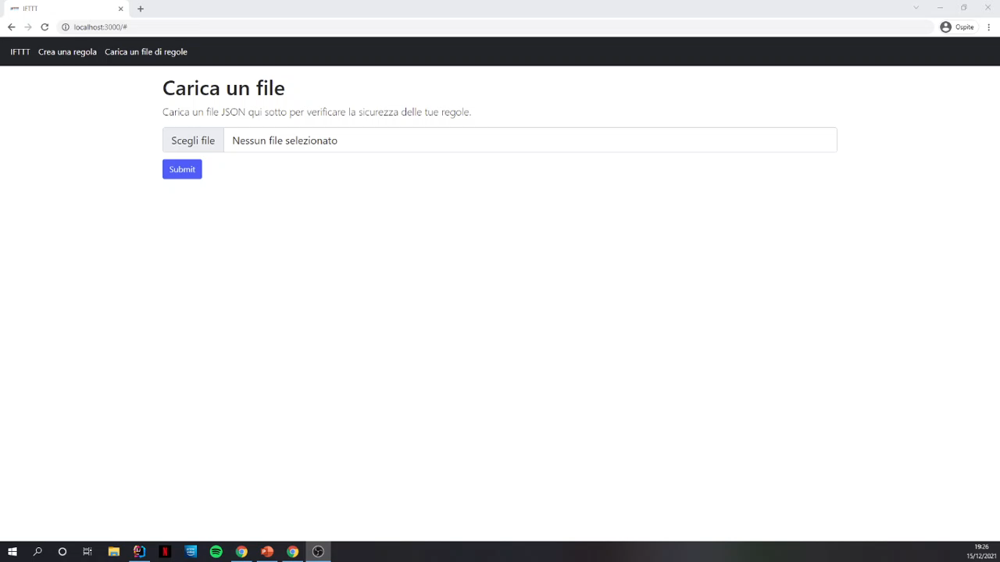 IFTTT
localhost:3000/#
Ospite
IFTTT Crea una regola Carica un file di regole
Carica un file
Carica un file JSON qui sotto per verificare la sicurezza delle tue regole.
Scegli file Nessun file selezionato
Submit
19:26
15/12/2021